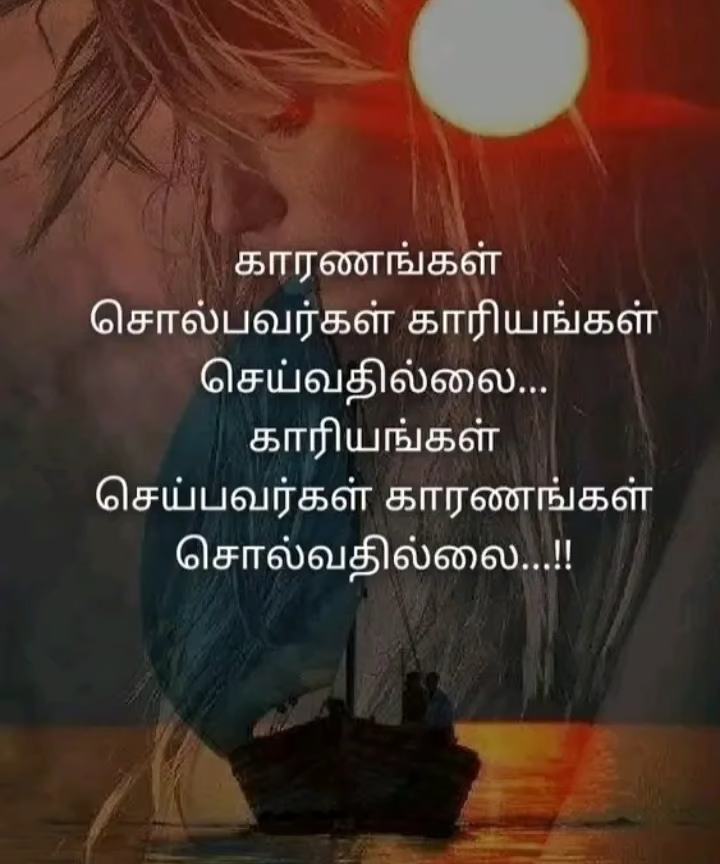 காரணங்கள்
சொல்பவர்கள் காரியங்கள்
செய்வதில்லை...
காரியங்கள்
செய்பவர்கள் காரணங்கள்
சொல்வதில்லை...!!